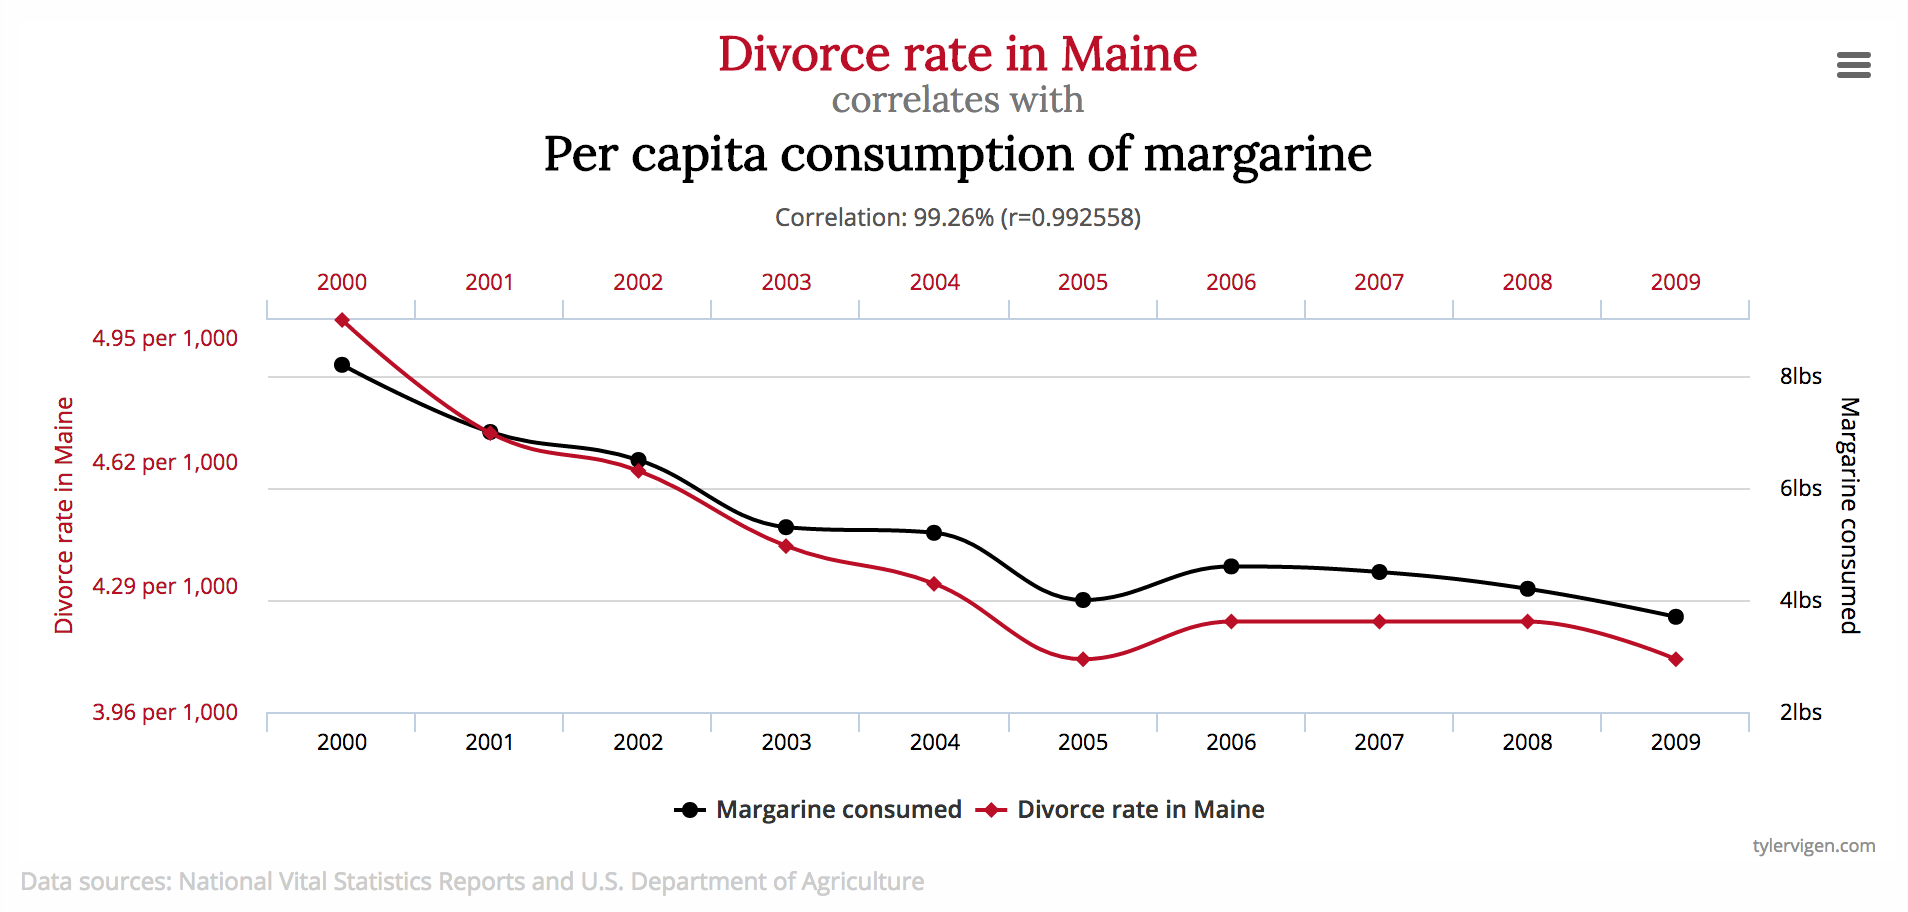 Divorce rate in Maine
correlates with
Per capita consumption of margarine
Correlation: 99.26% (r=0.992558)
2000 2001 2002 2003 2004 2005 2006 2007 2008 2009
Divorce rate in Maine
4.95 per 1,000
4.62 per 1,000
4.29 per 1,000
3.96 per 1,000
8lbs
6lbs
4lbs
2lbs
Margarine consumed
2000 2001 2002 2003 2004 2005 2006 2007 2008 2009
Margarine consumed Divorce rate in Maine
tylervigen.com
Data sources: National Vital Statistics Reports and U.S. Department of Agriculture